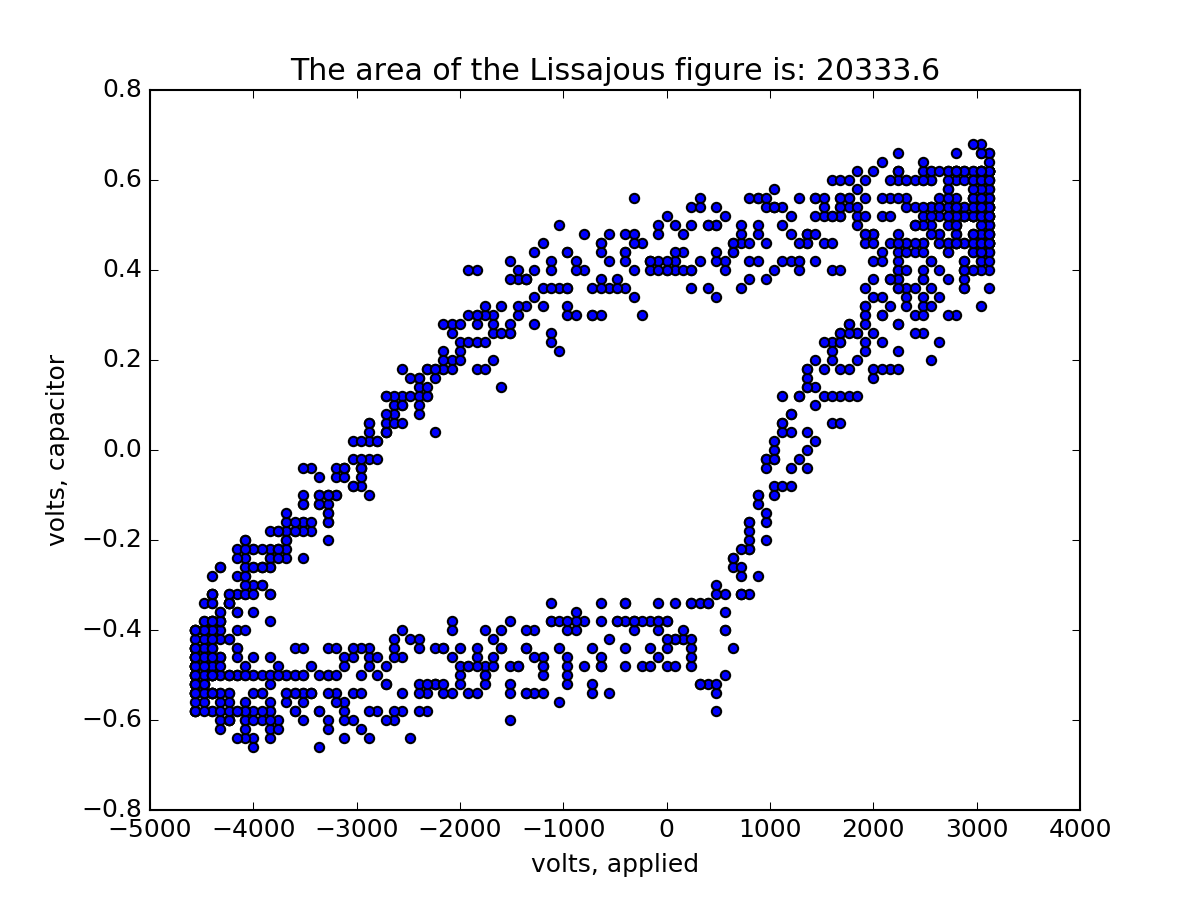 The area of the Lissajous figure is: 20333.6
0.8
0.6
0.4
0.2
0.0
−0.2
−0.4
−0.6
−0.8
volts, capacitor
−5000 −4000 −3000 −2000 −1000 0 1000 2000 3000 4000
volts, applied